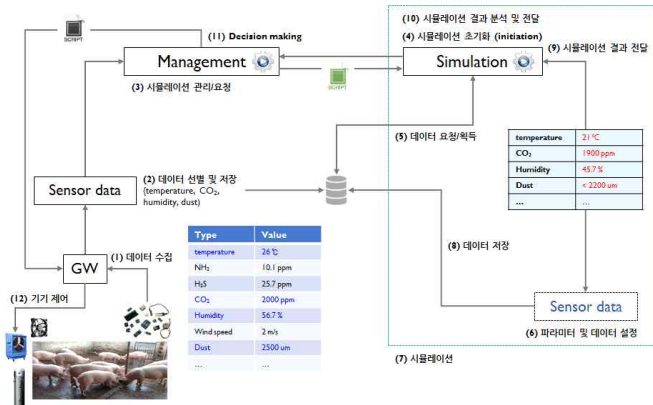 (10) 시뮬레이션 결과 분석 및 전달
(11) Decision making
(4) 시뮬레이션 초기화 (initiation)
(9) 시뮬레이션 결과 전달
SCRIPT
Management
Simulation
(3) 시뮬레이션 관리/요청
SCRIPT
(5) 데이터 요청/획득
temperature 21 ℃
CO₂ 1900 ppm
Humidity 45.7 %
Dust < 2200 um
... ...
Sensor data
(2) 데이터 선별 및 저장
(temperature, CO₂,
humidity, dust)
Type Value
temperature 26 ℃
NH₃ 10.1 ppm
H₂S 25.7 ppm
CO₂ 2000 ppm
Humidity 56.7 %
Wind speed 2 m/s
Dust 2500 um
... ...
(8) 데이터 저장
(1) 데이터 수집
GW
(12) 기기 제어
Sensor data
(6) 파라미터 및 데이터 설정
(7) 시뮬레이션